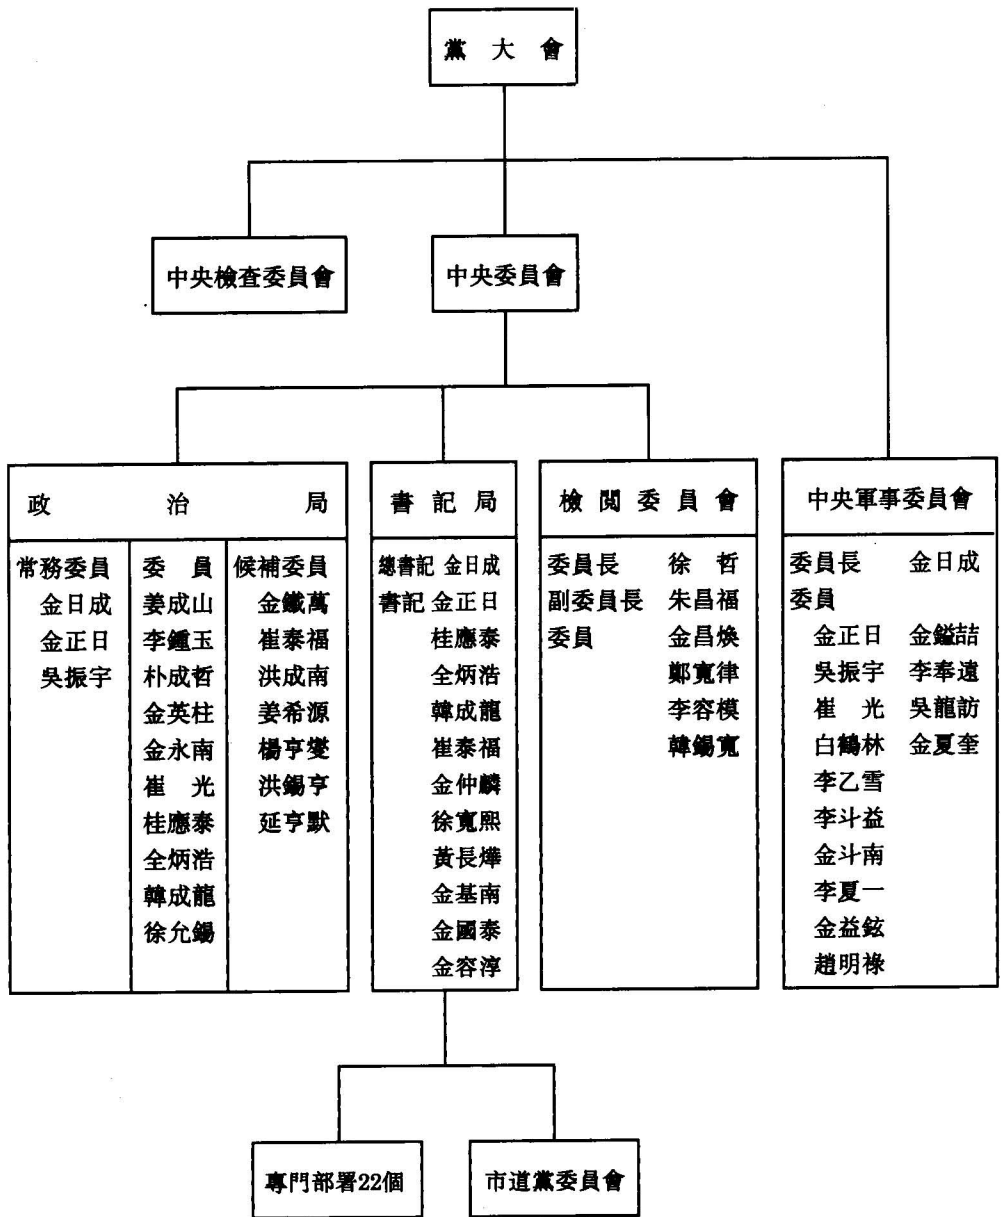 黨大會
中央檢查委員會
中央委員會
政治局
常務委員
金日成
金正日
吳振宇
委員
姜成山
李鍾玉
朴成哲
金英柱
金永南
崔光
桂應泰
全炳浩
韓成龍
徐允錫
候補委員
金鐵萬
崔泰福
洪成南
姜希源
楊亨燮
洪錫亨
延亨默
書記局
總書記 金日成
書記 金正日
桂應泰
全炳浩
韓成龍
崔泰福
金仲麟
徐寬熙
黃長燁
金基南
金國泰
金容淳
檢閱委員會
委員長 徐哲
副委員長 朱昌福
委員 金昌煥
鄭寬律
李容模
韓錫寬
中央軍事委員會
委員長 金日成
委員
金正日 金鎰喆
吳振宇 李奉遠
崔光 吳龍訪
白鶴林 金夏奎
李乙雪
李斗益
金斗南
李夏一
金益鉉
趙明祿
專門部署22個
市道黨委員會